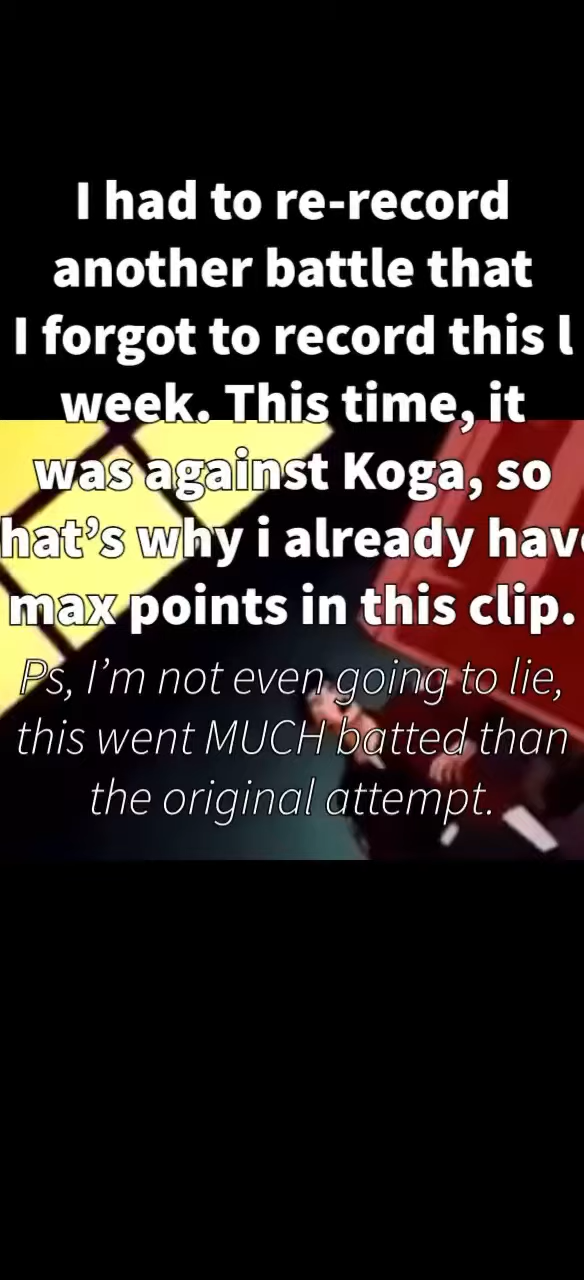 I had to re-record
another battle that
I forgot to record this l
week. This time, it
was against Koga, so
hat’s why i already hav
max points in this clip.
Ps, I’m not even going to lie,
this went MUCH batted than
the original attempt.